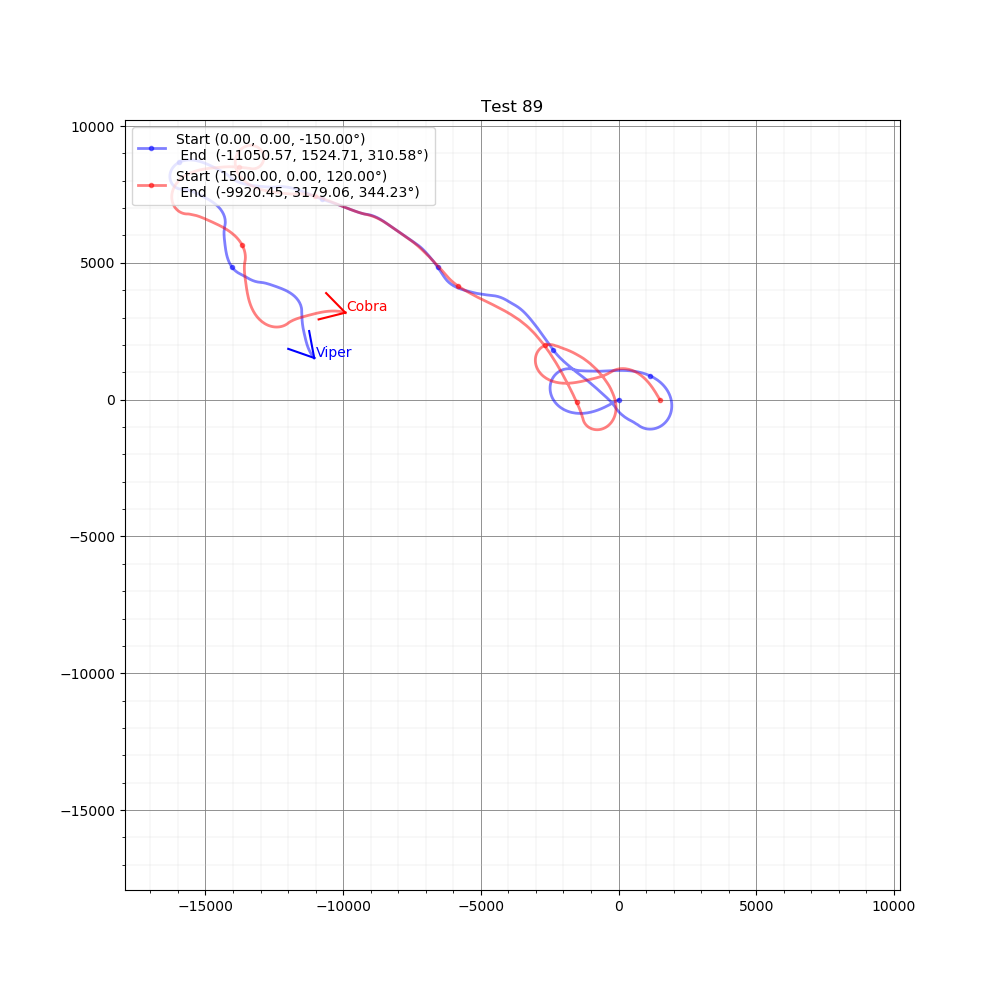 Test 89
Start (0.00, 0.00, -150.00°)
End (-11050.57, 1524.71, 310.58°)
Start (1500.00, 0.00, 120.00°)
End (-9920.45, 3179.06, 344.23°)
Cobra
Viper
10000
5000
0
−5000
−10000
−15000
−15000
−10000
−5000
0
5000
10000